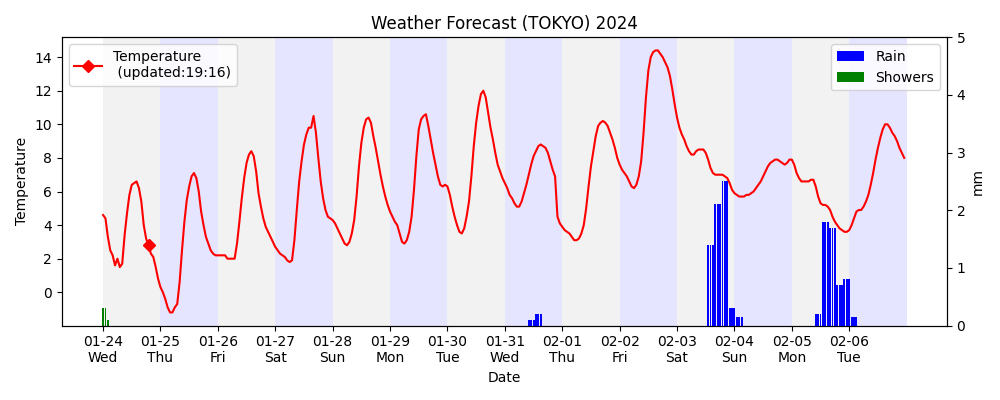 Weather Forecast (TOKYO) 2024
Temperature
(updated:19:16)
Rain
Showers
Temperature
14
12
10
8
6
4
2
0
5
4
3
2
1
0
mm
01-24 01-25 01-26 01-27 01-28 01-29 01-30 01-31 02-01 02-02 02-03 02-04 02-05 02-06
Wed Thu Fri Sat Sun Mon Tue Wed Thu Fri Sat Sun Mon Tue
Date